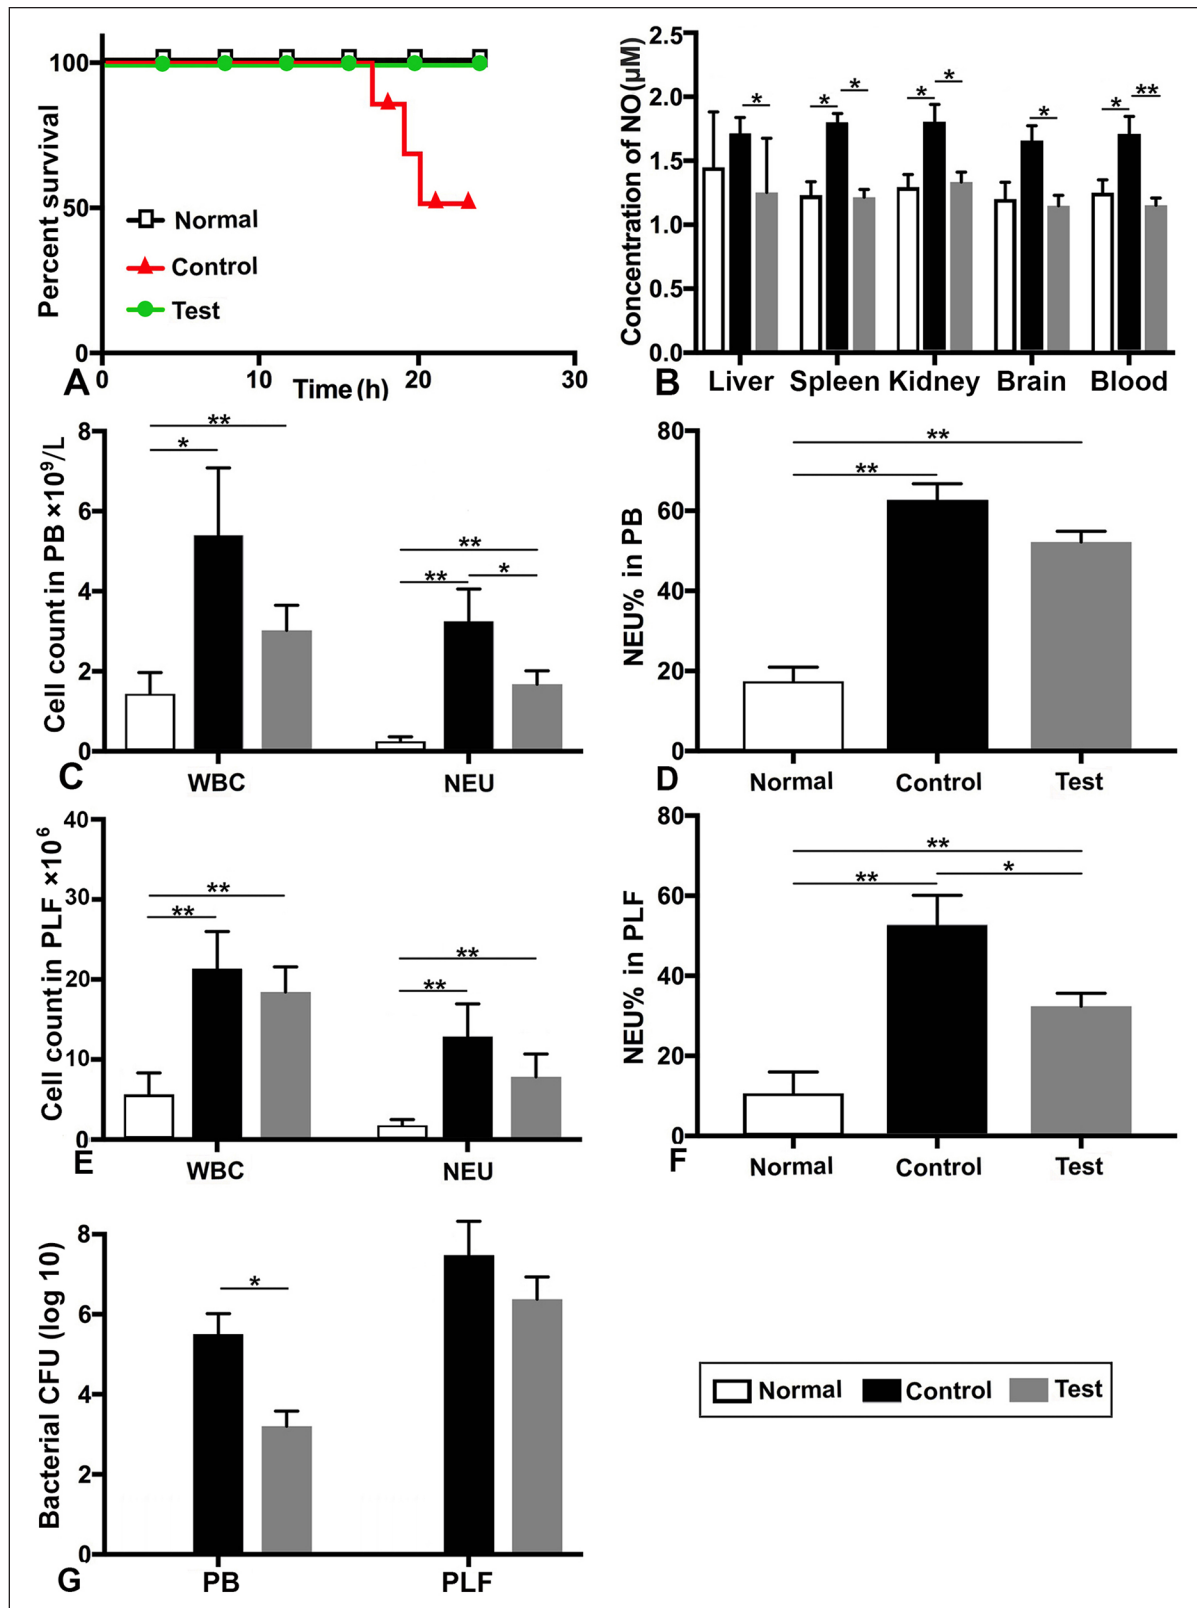 Percent survival
100
50
0
0
10
20
30
Time (h)
Normal
Control
Test
A
Concentration of NO(μM)
2.5
2.0
1.5
1.0
0.5
0.0
*
*
*
*
*
*
*
**
Liver
Spleen
Kidney
Brain
Blood
B
Cell count in PB ×10⁹/L
8
6
4
2
0
**
*
**
**
*
WBC
NEU
C
NEU% in PB
80
60
40
20
0
**
**
Normal
Control
Test
D
Cell count in PLF ×10⁶
40
30
20
10
0
**
**
**
**
WBC
NEU
E
NEU% in PLF
80
60
40
20
0
**
**
*
Normal
Control
Test
F
Bacterial CFU (log 10)
8
6
4
2
0
*
PB
PLF
G
Normal
Control
Test